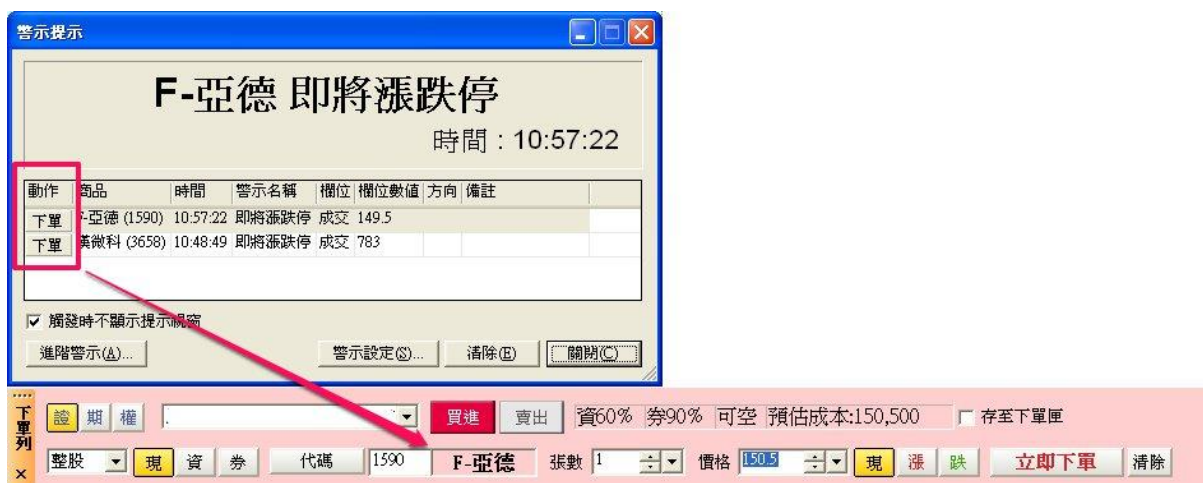 警示提示
F-亞德 即將漲跌停
時間：10:57:22
動作 商品 時間 警示名稱 欄位 欄位數值 方向 備註
下單 F-亞德 (1590) 10:57:22 即將漲跌停 成交 149.5
下單 漢微科 (3658) 10:48:49 即將漲跌停 成交 783
觸發時不顯示提示視窗
進階警示(A)... 警示設定(S)... 清除(E) 關閉(C)
下單列
證 期 權 買進 賣出 資60% 券90% 可空 預估成本:150,500 存至下單匣
整股 現 資 券 代碼 1590 F-亞德 張數 1 價格 150.5 現 漲 跌 立即下單 清除